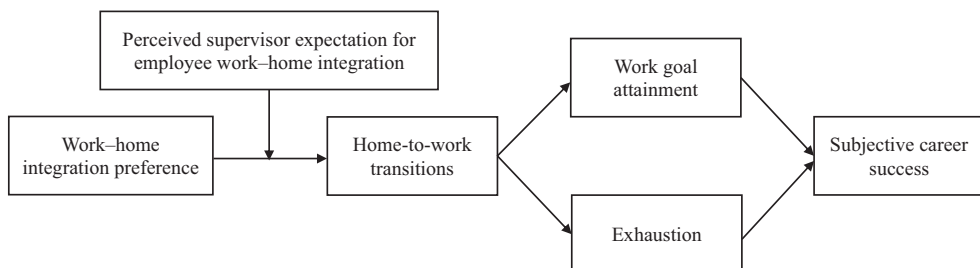 Perceived supervisor expectation for
employee work–home integration
Work–home
integration preference
Home-to-work
transitions
Work goal
attainment
Exhaustion
Subjective career
success